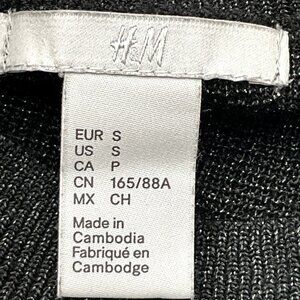 H&M
EUR S
US S
CA P
CN 165/88A
MX CH
Made in
Cambodia
Fabriqué en
Cambodge